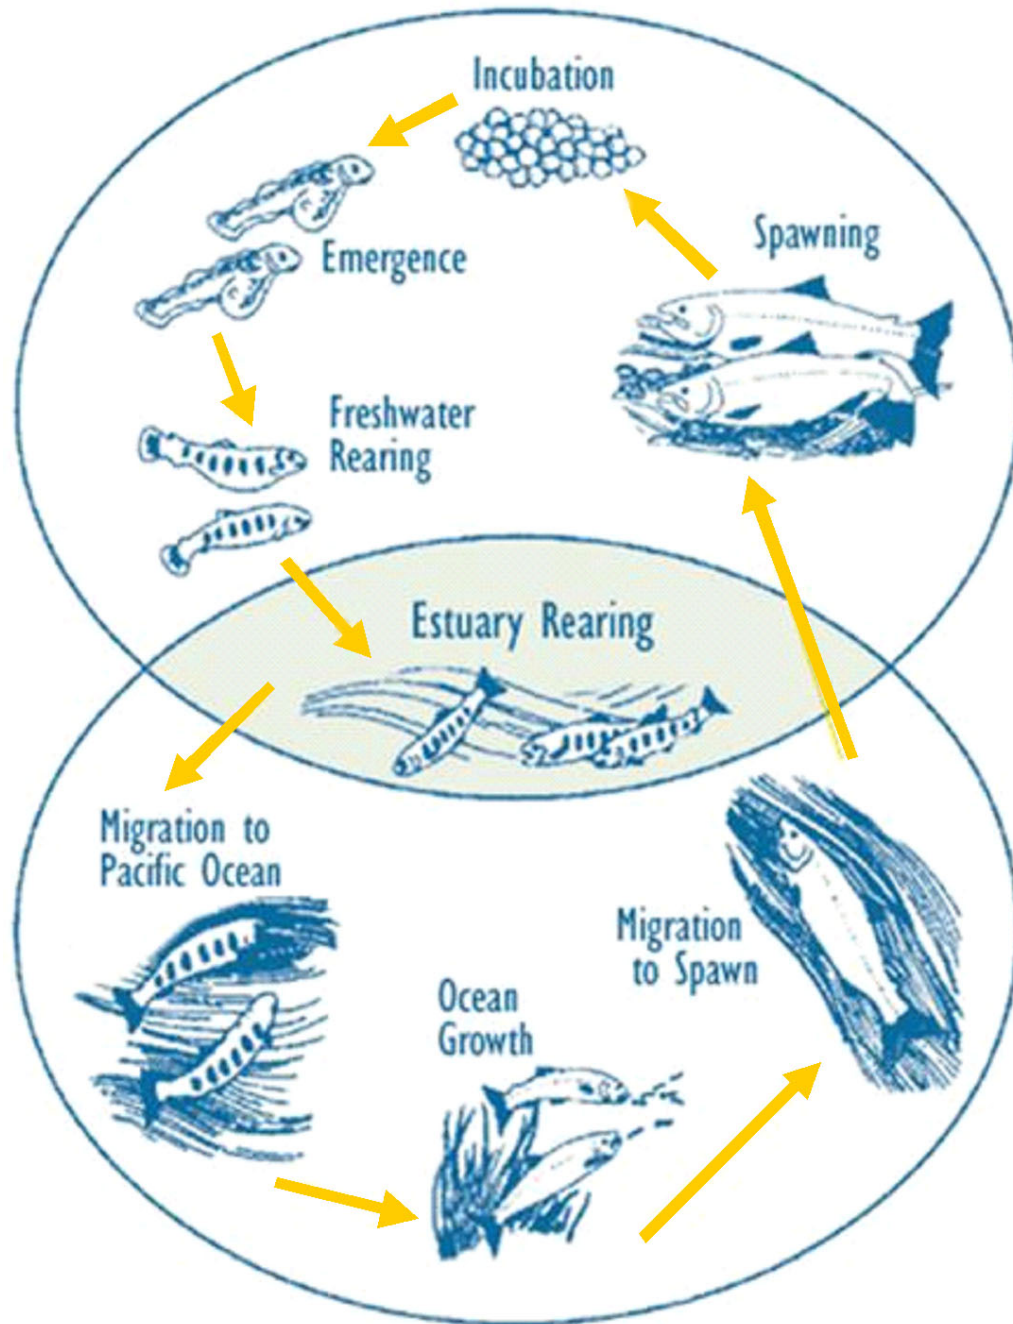 Incubation
Spawning
Emergence
Freshwater
Rearing
Estuary Rearing
Migration to
Pacific Ocean
Migration
to Spawn
Ocean
Growth